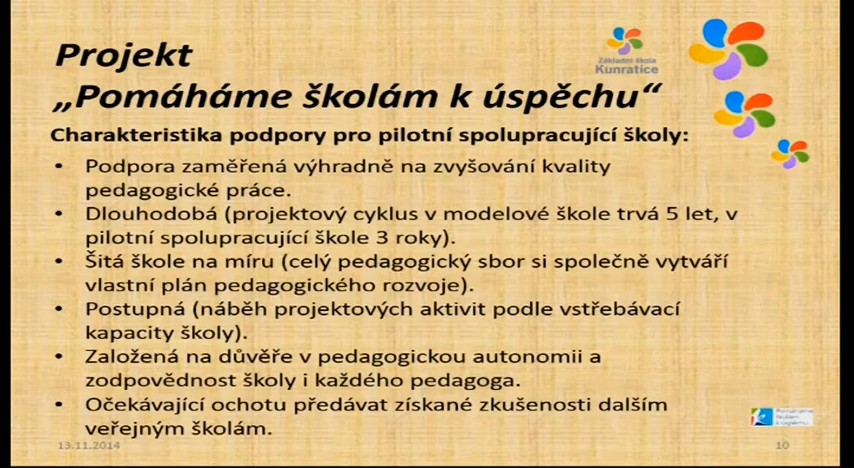 Projekt
„Pomáháme školám k úspěchu“
Základní škola
Kunratice
Charakteristika podpory pro pilotní spolupracující školy:
• Podpora zaměřená výhradně na zvyšování kvality
pedagogické práce.
• Dlouhodobá (projektový cyklus v modelové škole trvá 5 let, v
pilotní spolupracující škole 3 roky).
• Šitá škole na míru (celý pedagogický sbor si společně vytváří
vlastní plán pedagogického rozvoje).
• Postupná (náběh projektových aktivit podle vstřebávací
kapacity školy).
• Založená na důvěře v pedagogickou autonomii a
zodpovědnost školy i každého pedagoga.
• Očekávající ochotu předávat získané zkušenosti dalším
veřejným školám.
Pomáháme
školám
k úspěchu
13.11.2014
10